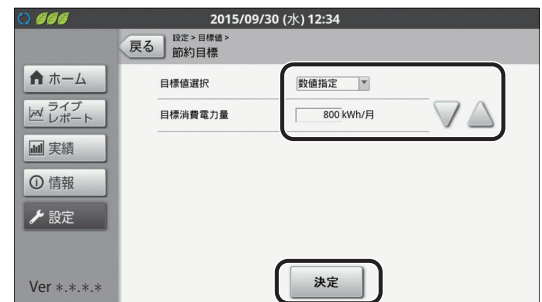 2015/09/30 (水) 12:34
戻る
設定 > 目標値 >
節約目標
ホーム
ライブ
レポート
実績
情報
設定
Ver *.*.*.*
目標値選択
数値指定
目標消費電力量
800 kWh/月
決定